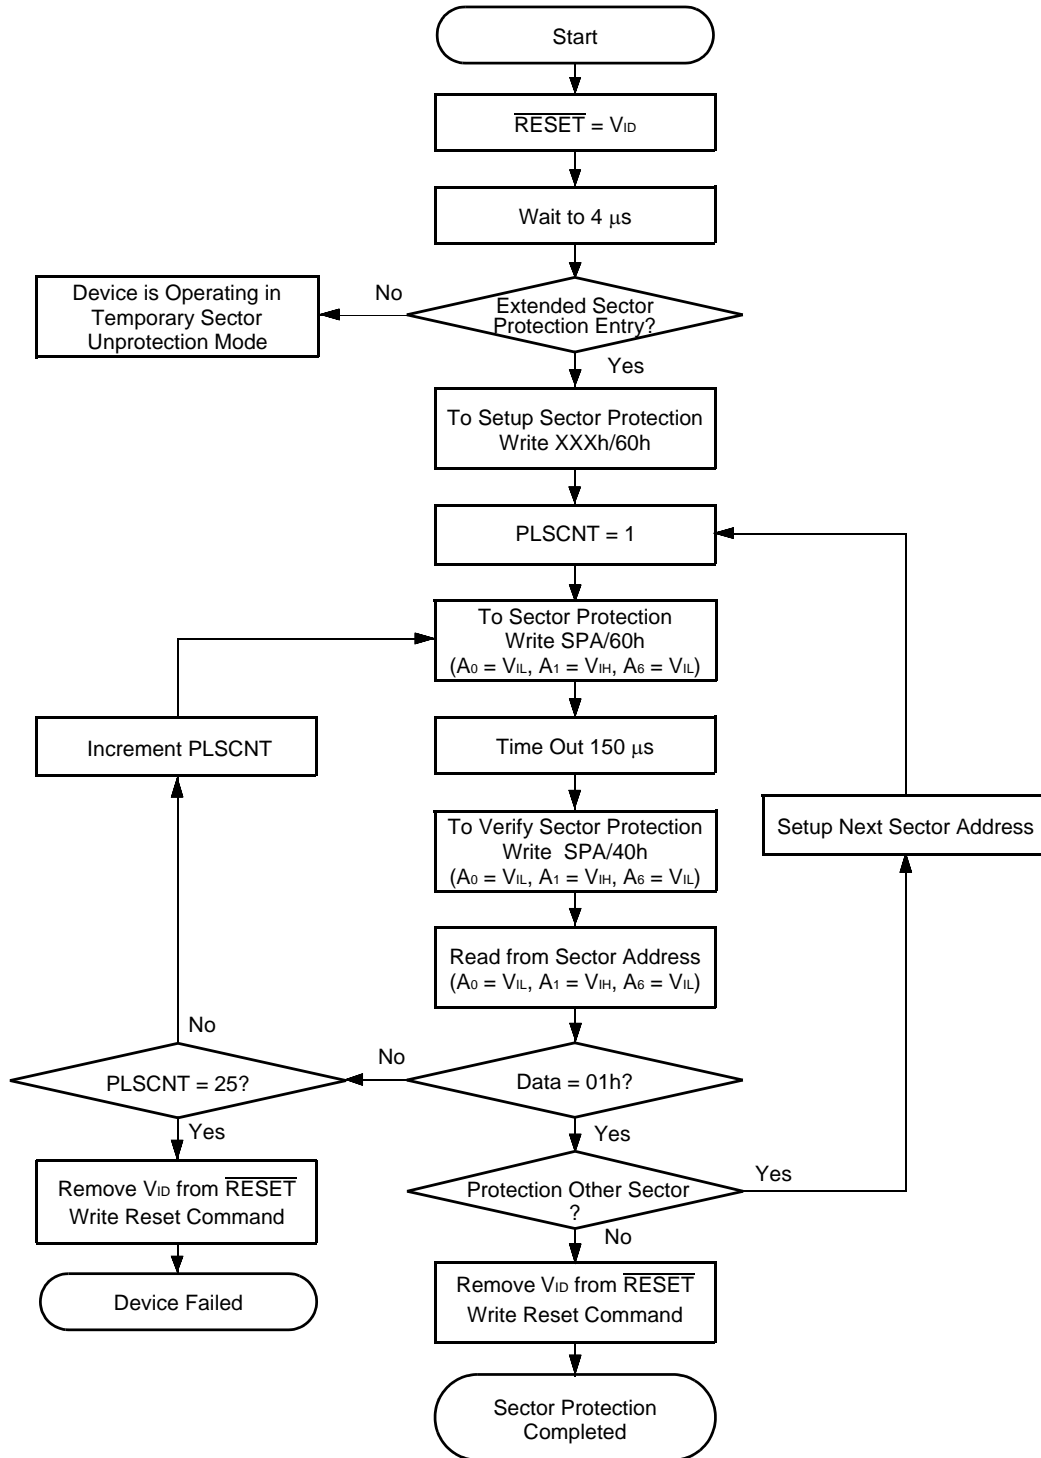 Start
RESET = VID
Wait to 4 μs
Device is Operating in
Temporary Sector
Unprotection Mode
No
Extended Sector
Protection Entry?
Yes
To Setup Sector Protection
Write XXXh/60h
PLSCNT = 1
To Sector Protection
Write SPA/60h
(A0 = VIL, A1 = VIH, A6 = VIL)
Increment PLSCNT
Time Out 150 μs
To Verify Sector Protection
Write SPA/40h
(A0 = VIL, A1 = VIH, A6 = VIL)
Setup Next Sector Address
Read from Sector Address
(A0 = VIL, A1 = VIH, A6 = VIL)
No
PLSCNT = 25?
No
Data = 01h?
Yes
Yes
Remove VID from RESET
Write Reset Command
Protection Other Sector
?
Yes
No
Device Failed
Remove VID from RESET
Write Reset Command
Sector Protection
Completed